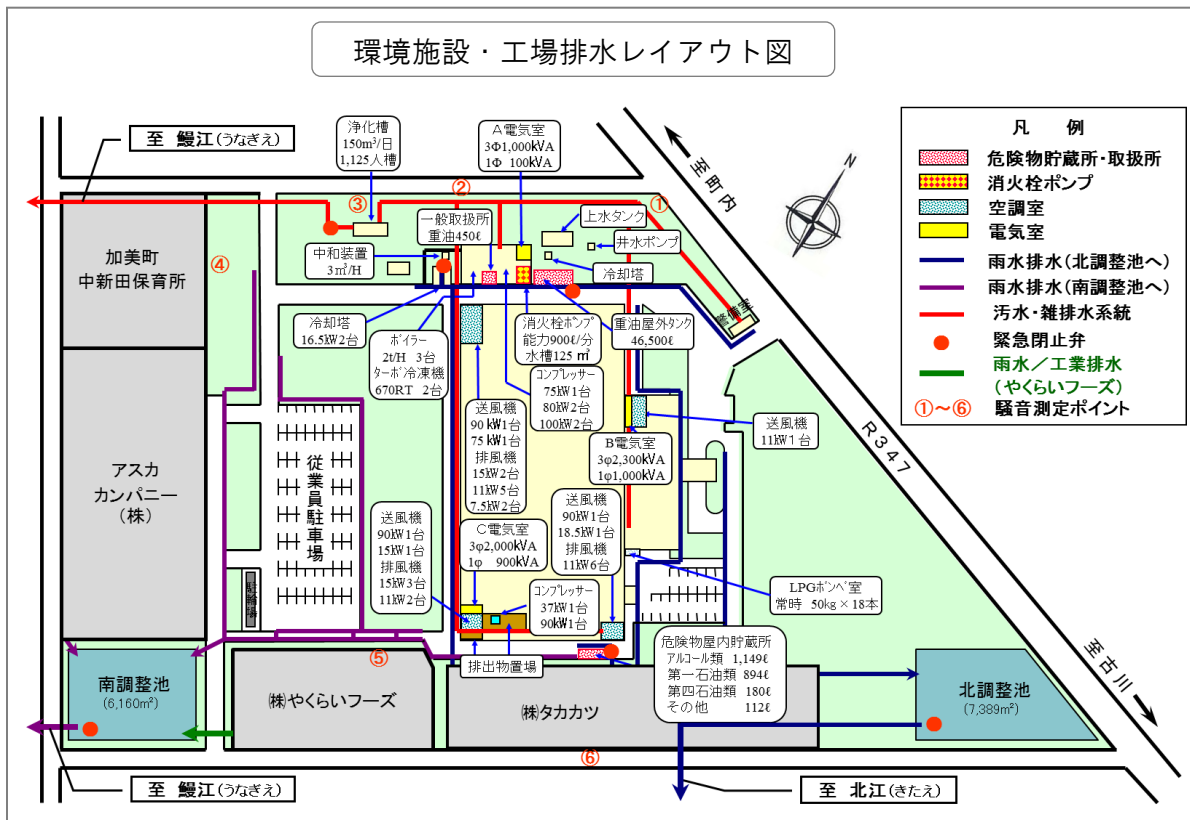 環境施設・工場排水レイアウト図
至 鰻江(うなぎえ)
浄化槽
150m³/日
1,125人槽
A電気室
3Φ1,000kVA
1Φ 100kVA
至町内
N
凡 例
危険物貯蔵所・取扱所
消火栓ポンプ
空調室
電気室
雨水排水(北調整池へ)
雨水排水(南調整池へ)
汚水・雑排水系統
緊急閉止弁
雨水／工業排水
(やくらいフーズ)
①～⑥ 騒音測定ポイント
②
③
①
④
一般取扱所
重油450ℓ
上水タンク
井水ポンプ
冷却塔
中和装置
3㎥/H
加美町
中新田保育所
警備室
冷却塔
16.5kW2台
ボイラー
2t/H 3台
ターボ冷凍機
670RT 2台
消火栓ポンプ
能力900ℓ/分
水槽125 ㎥
重油屋外タンク
46,500ℓ
コンプレッサー
75kW1台
80kW2台
100kW2台
送風機
90 kW1台
75 kW1台
排風機
15kW2台
11kW5台
7.5kW2台
送風機
11kW1台
B電気室
3φ2,300kVA
1φ1,000kVA
R347
アスカ
カンパニー
(株)
従業員駐車場
駐輪場
送風機
90kW1台
15kW1台
排風機
15kW3台
11kW2台
C電気室
3φ2,000kVA
1φ 900kVA
送風機
90kW1台
18.5kW1台
排風機
11kW6台
コンプレッサー
37kW1台
90kW1台
LPGボンベ室
常時 50kg×18本
排出物置場
危険物屋内貯蔵所
アルコール類 1,149ℓ
第一石油類 894ℓ
第四石油類 180ℓ
その他 112ℓ
至古川
⑤
南調整池
(6,160m²)
(株)やくらいフーズ
(株)タカカツ
北調整池
(7,389m²)
⑥
至 鰻江(うなぎえ)
至 北江(きたえ)